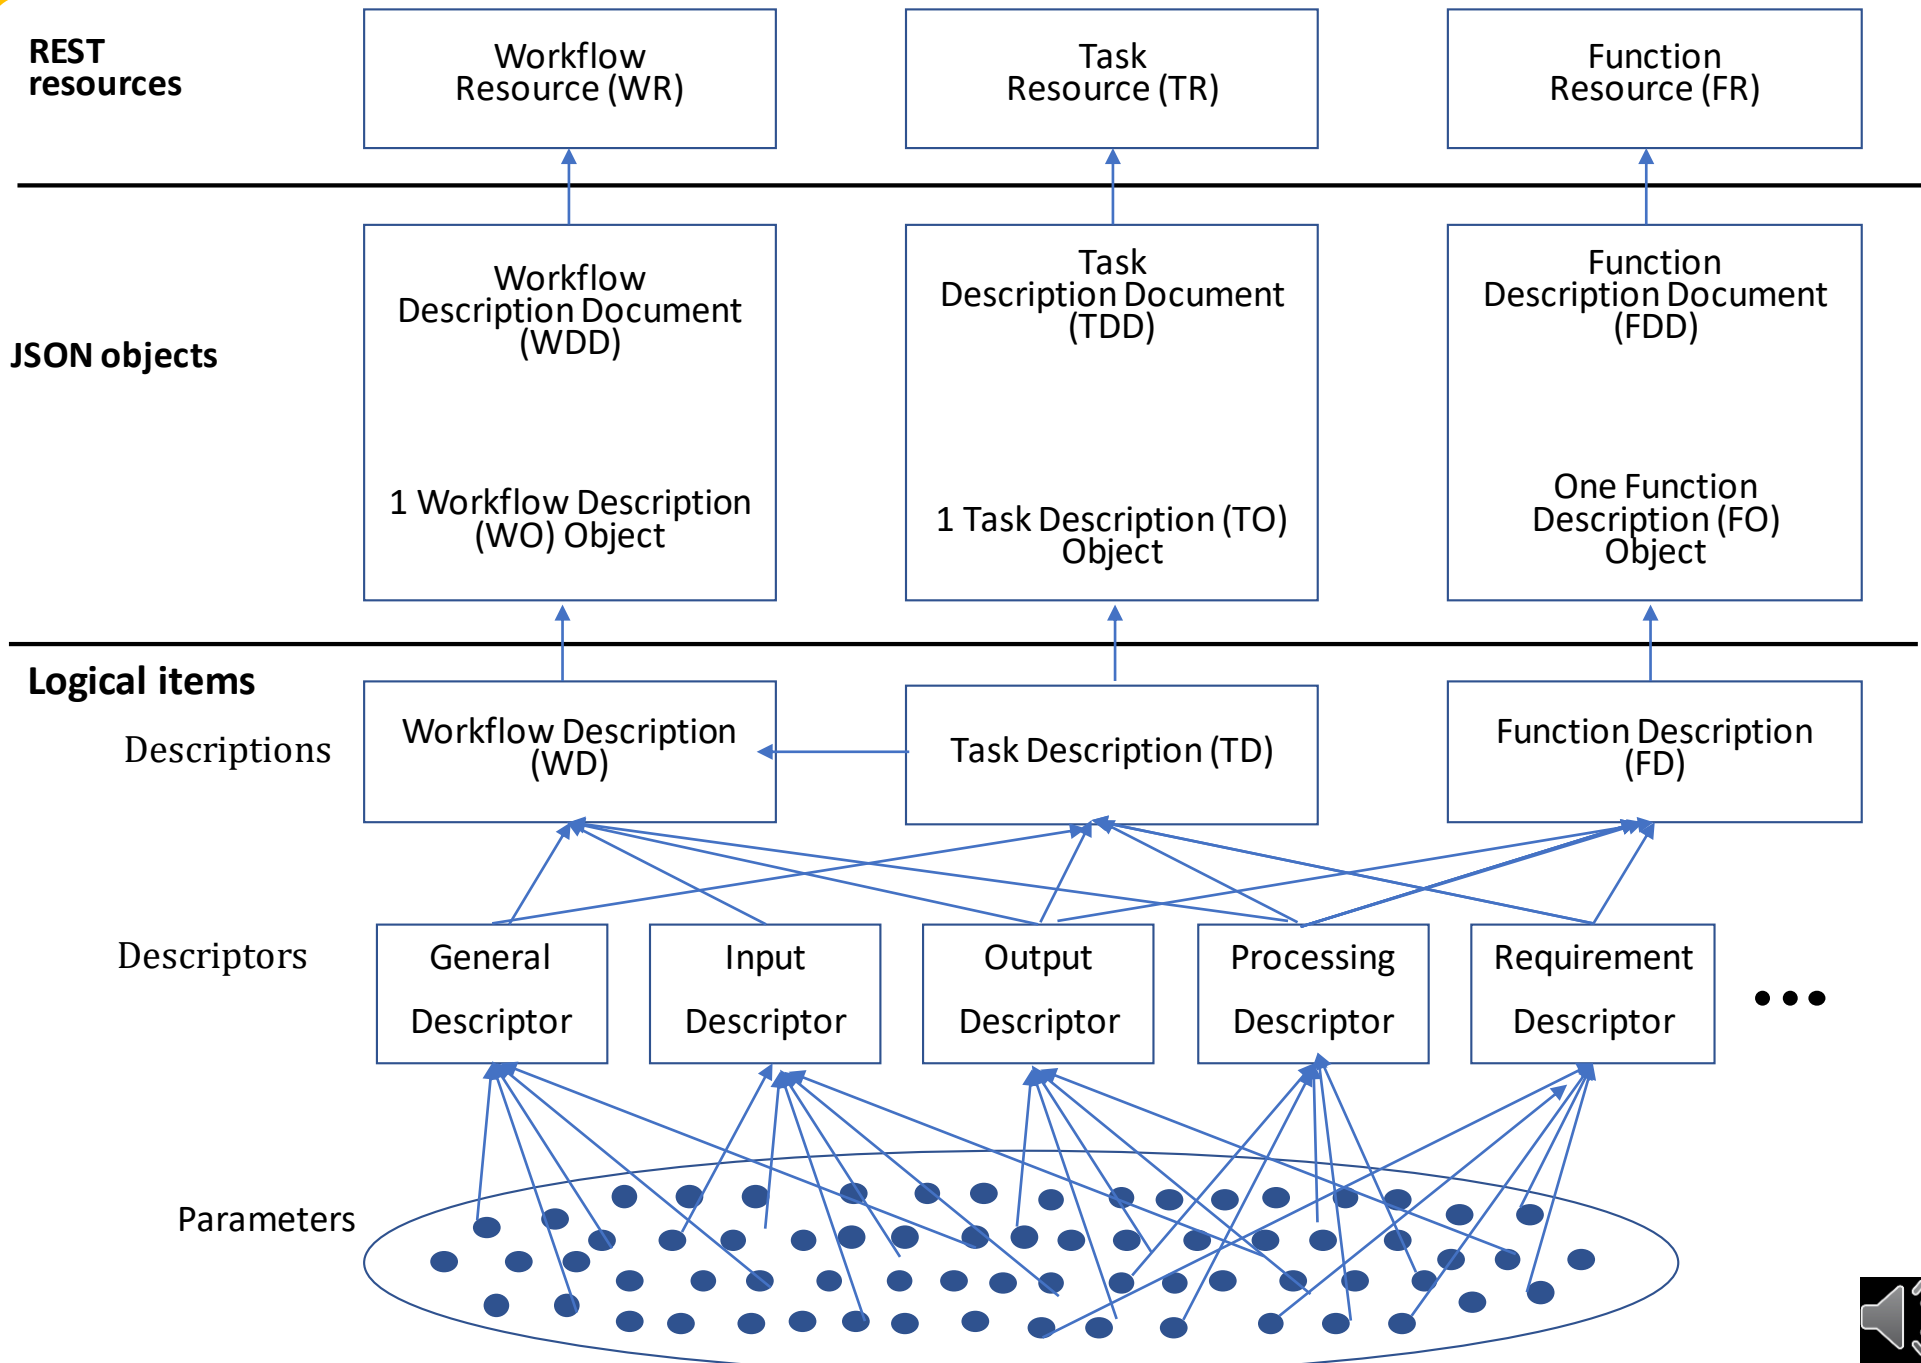 REST
resources
Workflow
Resource (WR)
Task
Resource (TR)
Function
Resource (FR)
JSON objects
Workflow
Description Document
(WDD)
1 Workflow Description
(WO) Object
Task
Description Document
(TDD)
1 Task Description (TO)
Object
Function
Description Document
(FDD)
One Function
Description (FO)
Object
Logical items
Descriptions
Workflow Description
(WD)
Task Description (TD)
Function Description
(FD)
Descriptors
General
Descriptor
Input
Descriptor
Output
Descriptor
Processing
Descriptor
Requirement
Descriptor
•••
Parameters